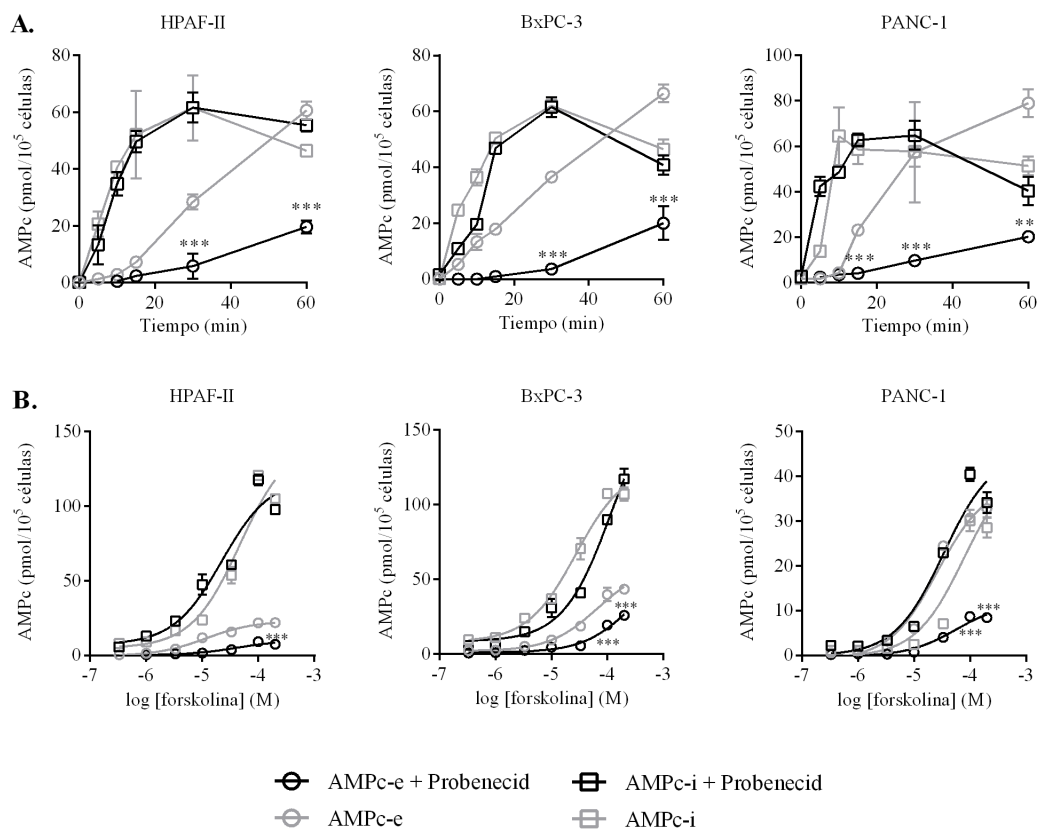 A.
HPAF-II
BxPC-3
PANC-1
AMPc (pmol/10⁵ células)
80
60
40
20
0
***
***
0
20
40
60
Tiempo (min)
AMPc (pmol/10⁵ células)
80
60
40
20
0
***
***
0
20
40
60
Tiempo (min)
AMPc (pmol/10⁵ células)
100
80
60
40
20
0
***
***
**
0
20
40
60
Tiempo (min)
B.
HPAF-II
BxPC-3
PANC-1
AMPc (pmol/10⁵ células)
150
100
50
0
***
-7
-6
-5
-4
-3
log [forskolina] (M)
AMPc (pmol/10⁵ células)
150
100
50
0
***
***
-7
-6
-5
-4
-3
log [forskolina] (M)
AMPc (pmol/10⁵ células)
50
40
30
20
10
0
***
***
-7
-6
-5
-4
-3
log [forskolina] (M)
AMPc-e + Probenecid
AMPc-i + Probenecid
AMPc-e
AMPc-i